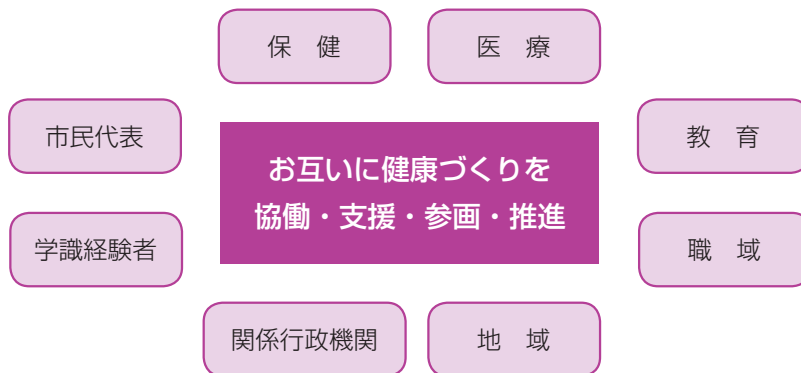 保　健
医　療
市民代表
教　育
お互いに健康づくりを
協働・支援・参画・推進
学識経験者
職　域
関係行政機関
地　域